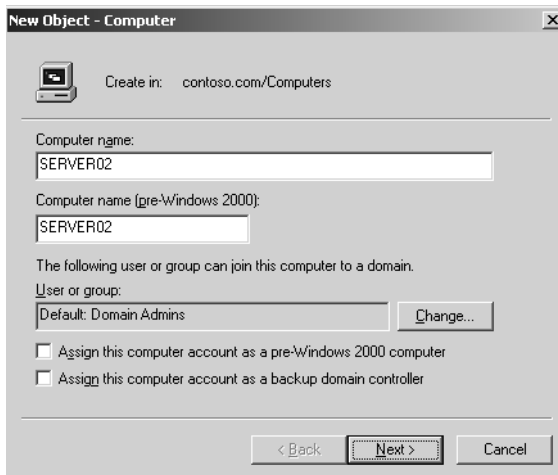 New Object - Computer
Create in: contoso.com/Computers
Computer name:
SERVER02
Computer name (pre-Windows 2000):
SERVER02
The following user or group can join this computer to a domain.
User or group:
Default: Domain Admins
Change...
Assign this computer account as a pre-Windows 2000 computer
Assign this computer account as a backup domain controller
< Back Next > Cancel